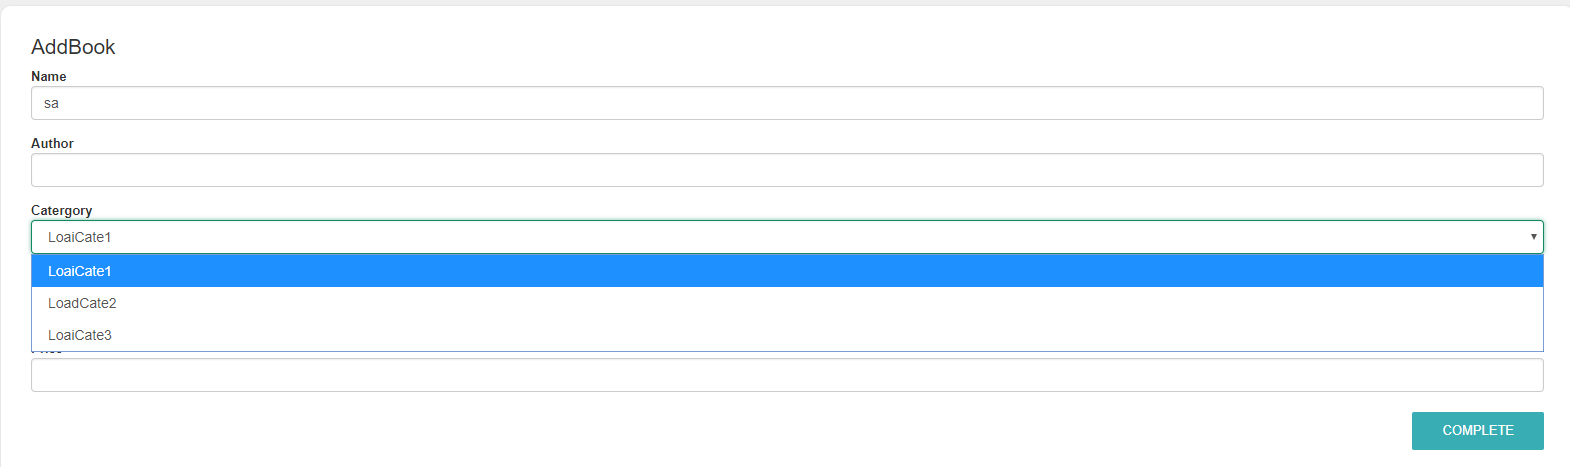 AddBook
Name
sa
Author
Catergory
LoaiCate1
LoaiCate1
LoadCate2
LoaiCate3
COMPLETE